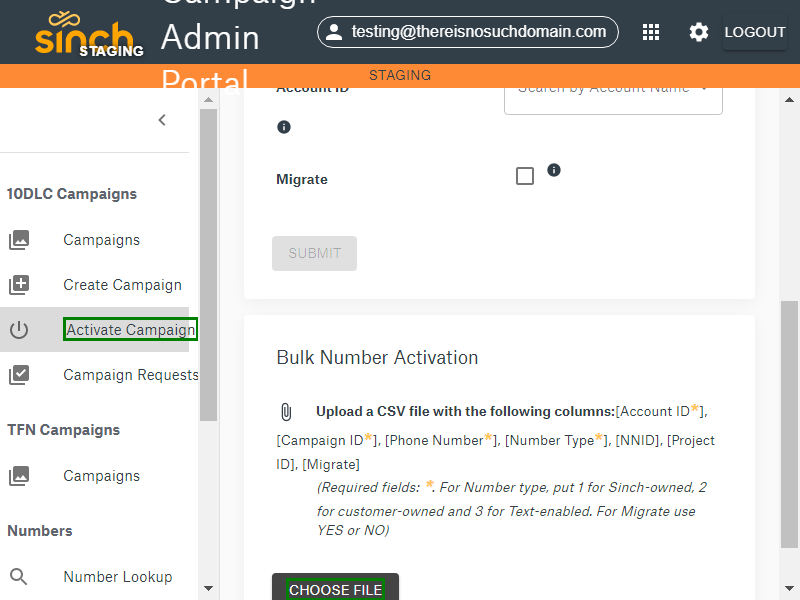 sinch STAGING
Campaign
Admin
Portal
testing@thereisnosuchdomain.com
LOGOUT
STAGING
10DLC Campaigns
Campaigns
Create Campaign
Activate Campaign
Campaign Requests
TFN Campaigns
Campaigns
Numbers
Number Lookup
Account ID
Search by Account Name
Migrate
SUBMIT
Bulk Number Activation
Upload a CSV file with the following columns:[Account ID*],
[Campaign ID*], [Phone Number*], [Number Type*], [NNID], [Project
ID], [Migrate]
(Required fields: *. For Number type, put 1 for Sinch-owned, 2
for customer-owned and 3 for Text-enabled. For Migrate use
YES or NO)
CHOOSE FILE